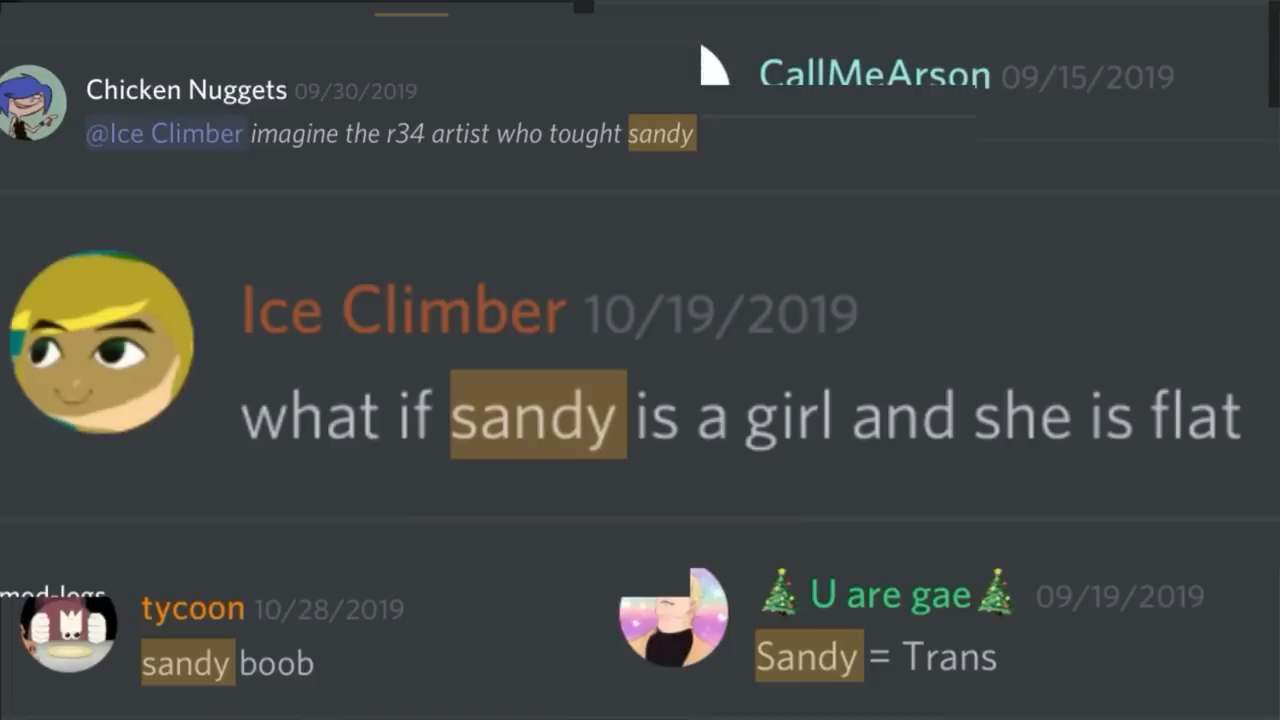 Chicken Nuggets 09/30/2019
@Ice Climber imagine the r34 artist who tought sandy
CallMeArson 09/15/2019
Ice Climber 10/19/2019
what if sandy is a girl and she is flat
mod-logs
tycoon 10/28/2019
sandy boob
🎄 U are gae 🎄 09/19/2019
Sandy = Trans